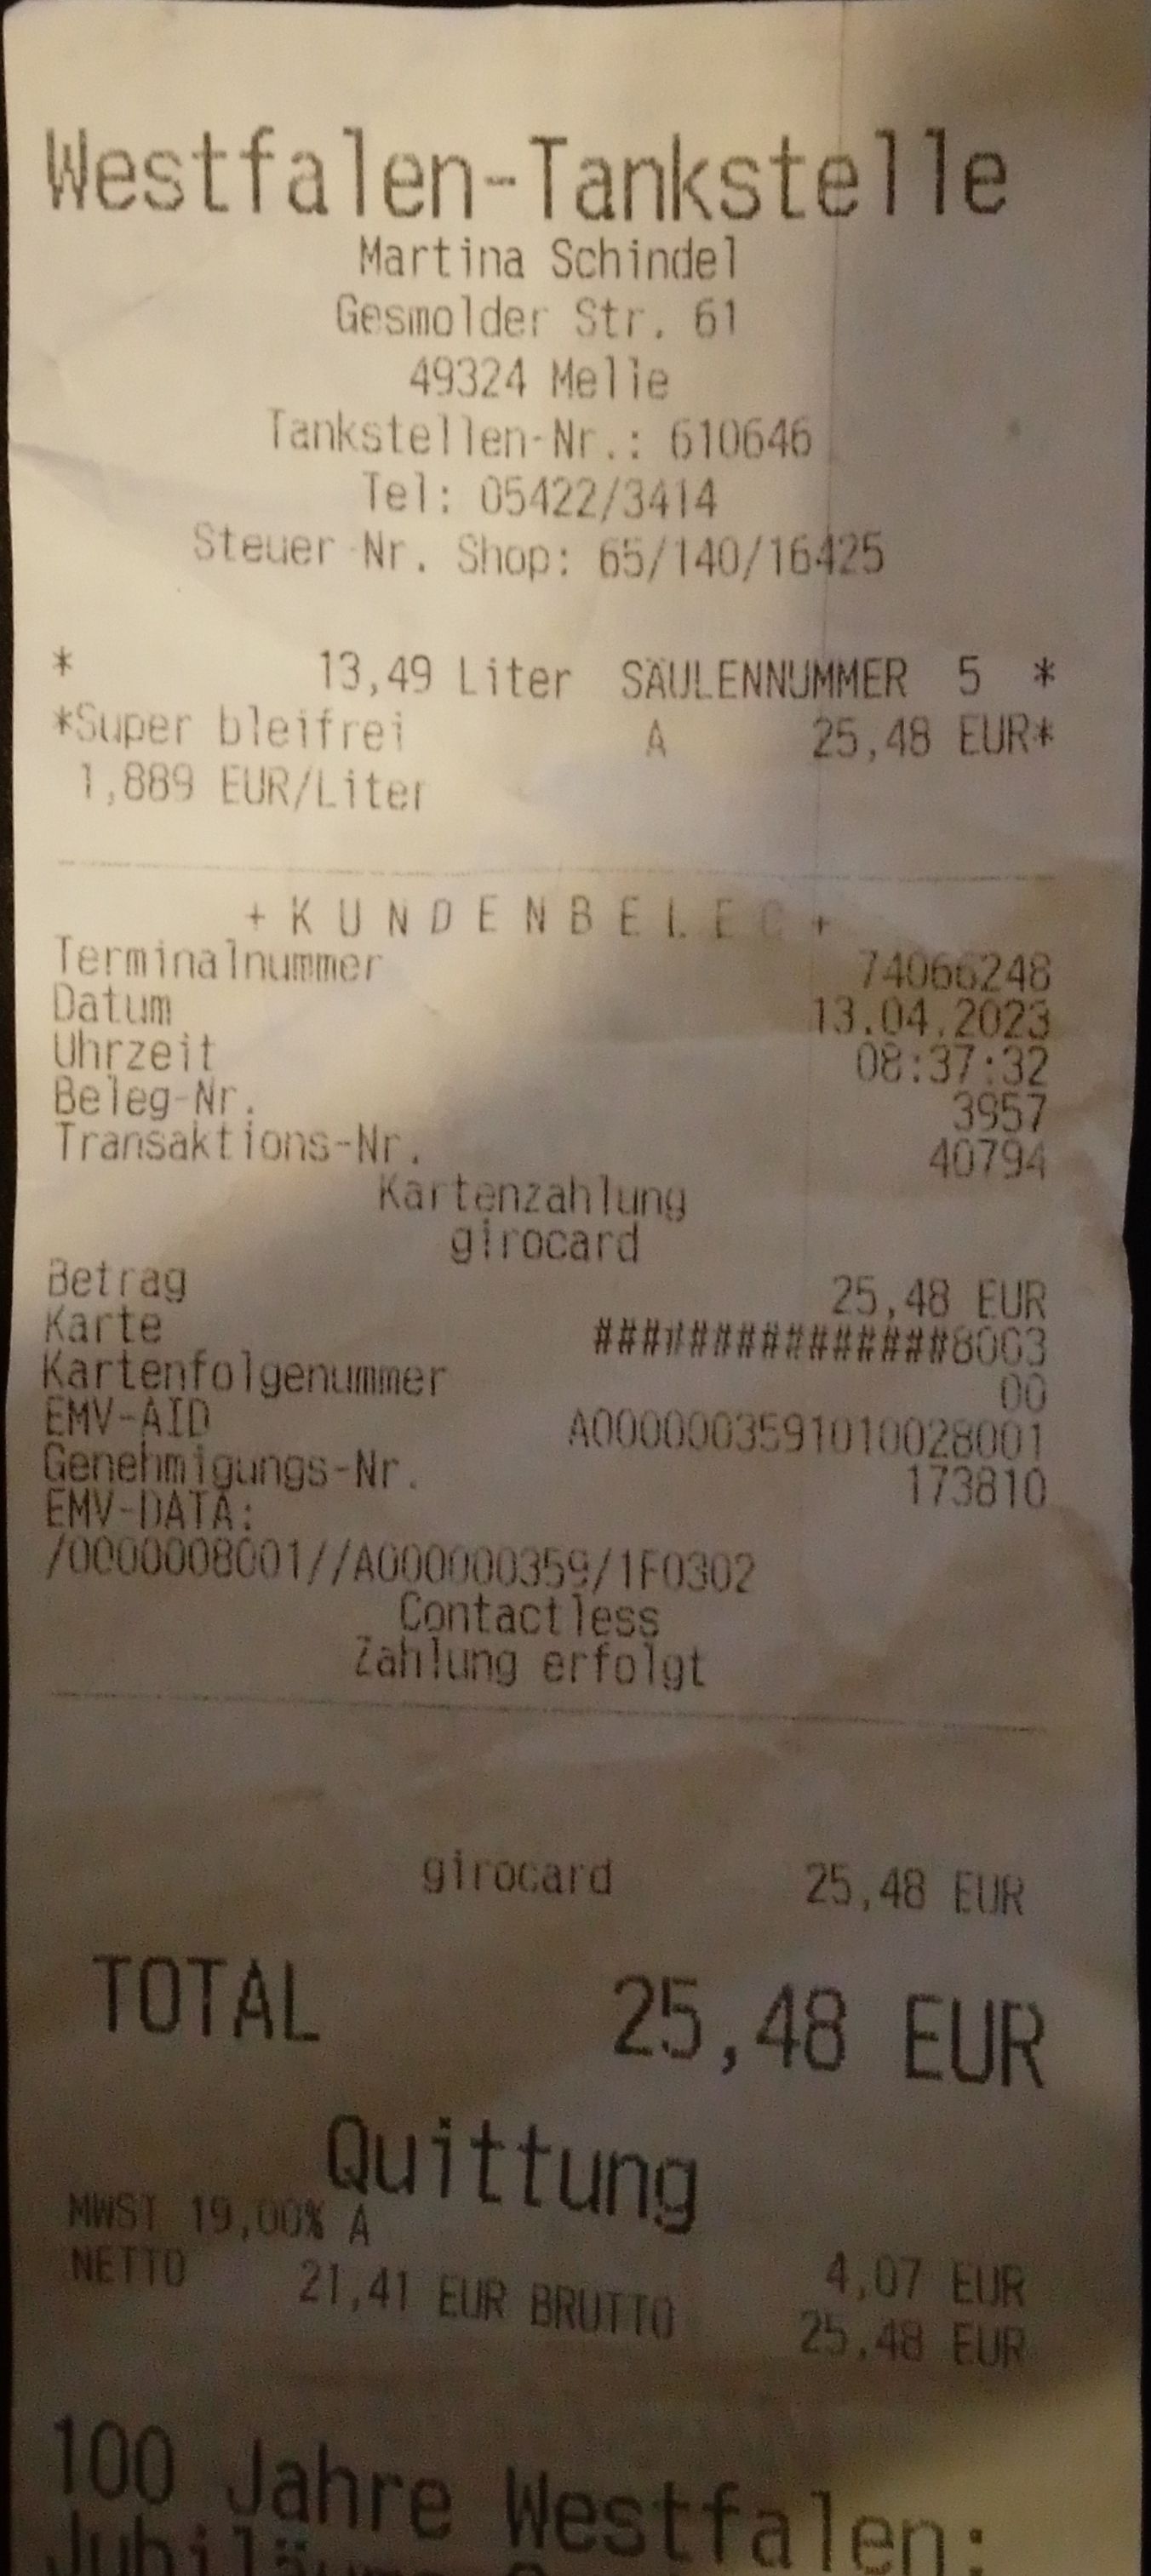 Westfalen-Tankstelle
Martina Schindel
Gesmolder Str. 61
49324 Melle
Tankstellen-Nr.: 610646
Tel: 05422/3414
Steuer-Nr. Shop: 65/140/16425
* 13,49 Liter SÄULENNUMMER 5 *
*Super bleifrei A 25,48 EUR*
1,889 EUR/Liter
+ K U N D E N B E L E G +
Terminalnummer 74066248
Datum 13.04.2023
Uhrzeit 08:37:32
Beleg-Nr. 3957
Transaktions-Nr. 40794
Kartenzahlung
girocard
Betrag 25,48 EUR
Karte ###############8003
Kartenfolgenummer 00
EMV-AID A0000003591010028001
Genehmigungs-Nr. 173810
EMV-DATA:
/0000008001//A000000359/1F0302
Contactless
Zahlung erfolgt
girocard 25,48 EUR
TOTAL 25,48 EUR
Quittung
MWST 19,00% A 4,07 EUR
NETTO 21,41 EUR BRUTTO 25,48 EUR
100 Jahre Westfalen: